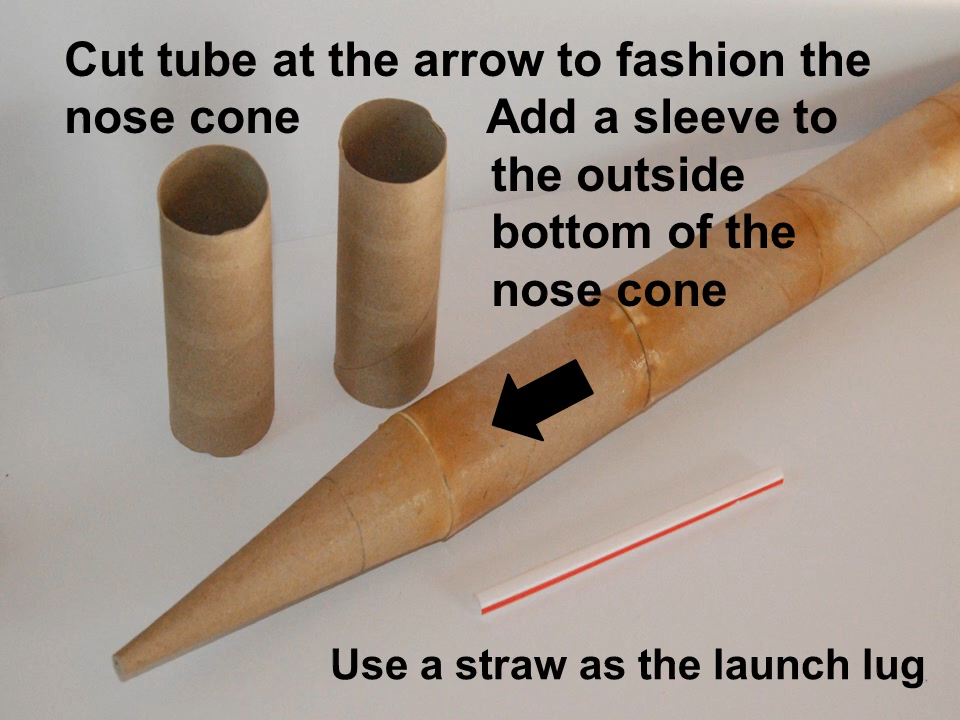 Cut tube at the arrow to fashion the
nose cone
Add a sleeve to
the outside
bottom of the
nose cone
Use a straw as the launch lug